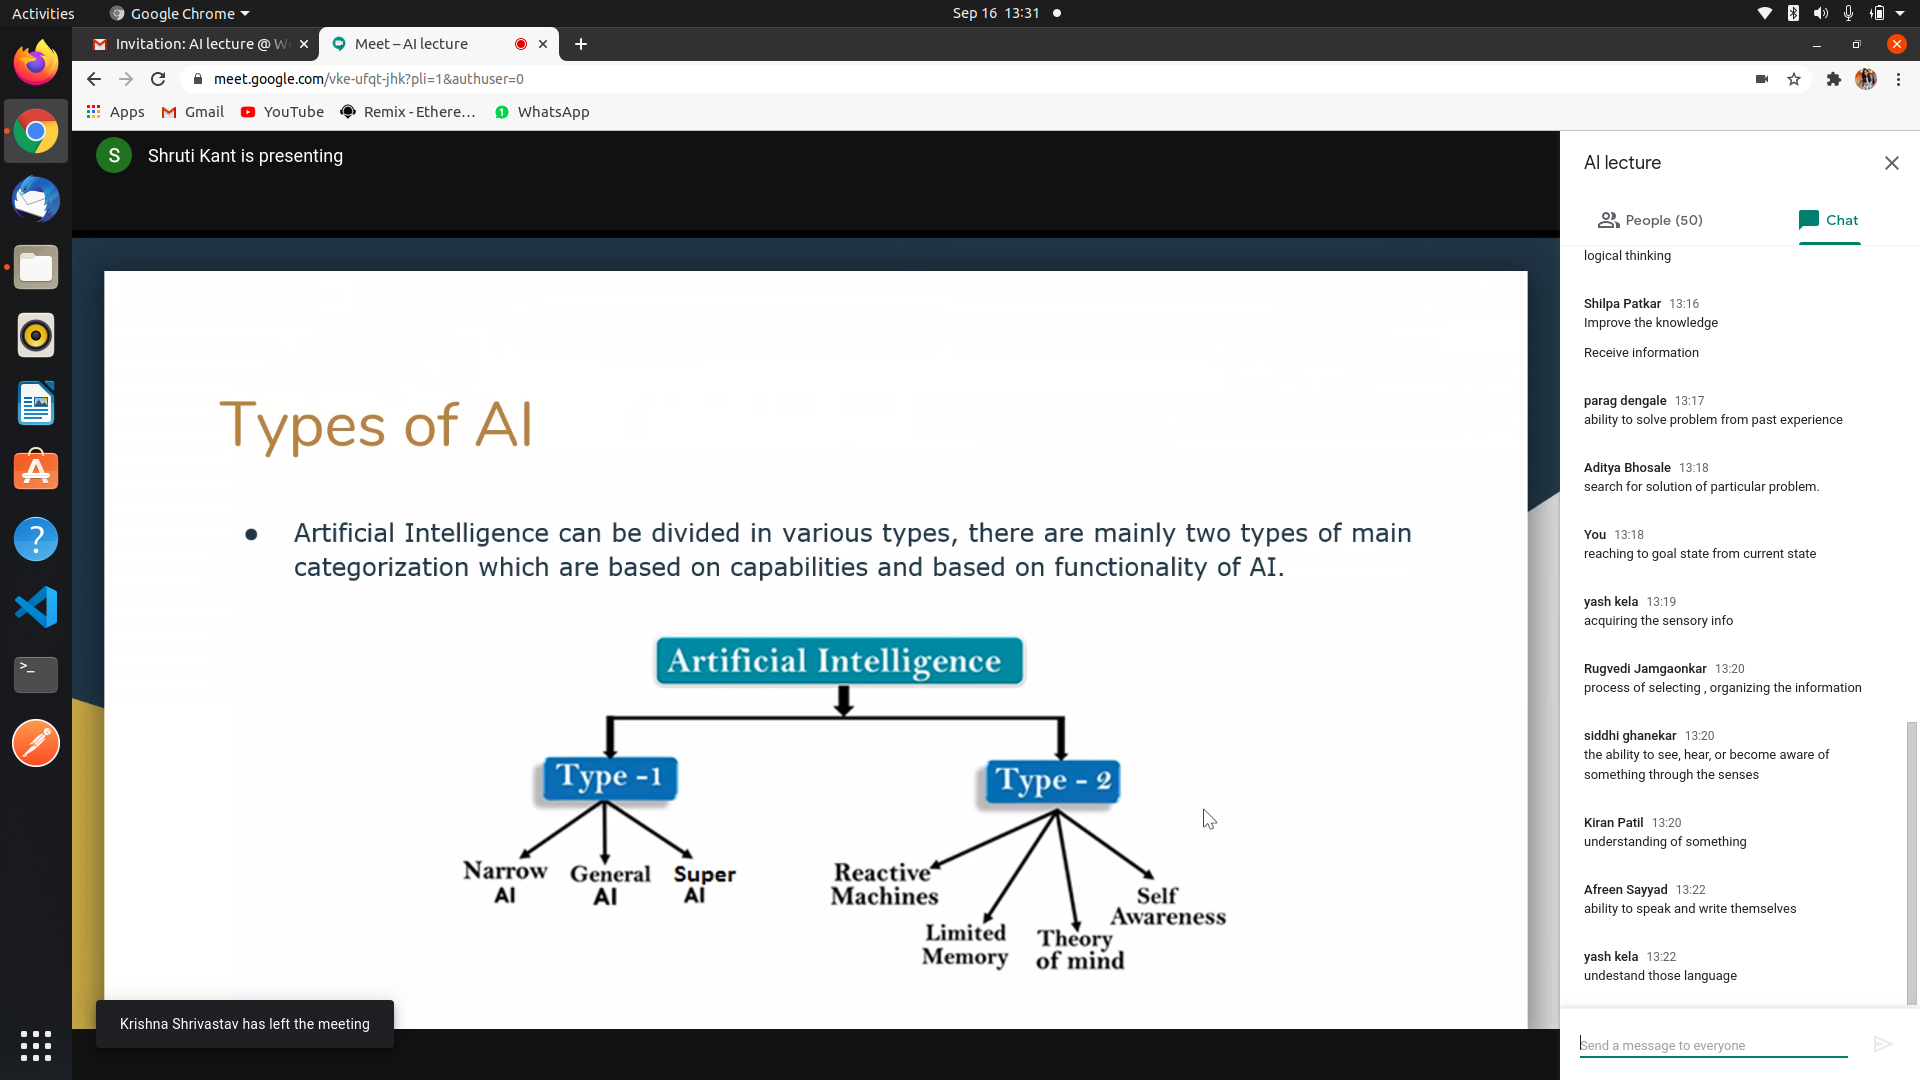 Activities
Google Chrome
Sep 16 13:31
Invitation: AI lecture @ W
Meet – AI lecture
meet.google.com/vke-ufqt-jhk?pli=1&authuser=0
Apps
Gmail
YouTube
Remix - Ethere…
WhatsApp
S
Shruti Kant is presenting
Types of AI
Artificial Intelligence can be divided in various types, there are mainly two types of main
categorization which are based on capabilities and based on functionality of AI.
Artificial Intelligence
Type -1
Type - 2
Narrow
AI
General
AI
Super
AI
Reactive
Machines
Limited
Memory
Theory
of mind
Self
Awareness
Krishna Shrivastav has left the meeting
AI lecture
People (50)
Chat
logical thinking
Shilpa Patkar 13:16
Improve the knowledge
Receive information
parag dengale 13:17
ability to solve problem from past experience
Aditya Bhosale 13:18
search for solution of particular problem.
You 13:18
reaching to goal state from current state
yash kela 13:19
acquiring the sensory info
Rugvedi Jamgaonkar 13:20
process of selecting , organizing the information
siddhi ghanekar 13:20
the ability to see, hear, or become aware of
something through the senses
Kiran Patil 13:20
understanding of something
Afreen Sayyad 13:22
ability to speak and write themselves
yash kela 13:22
undestand those language
Send a message to everyone